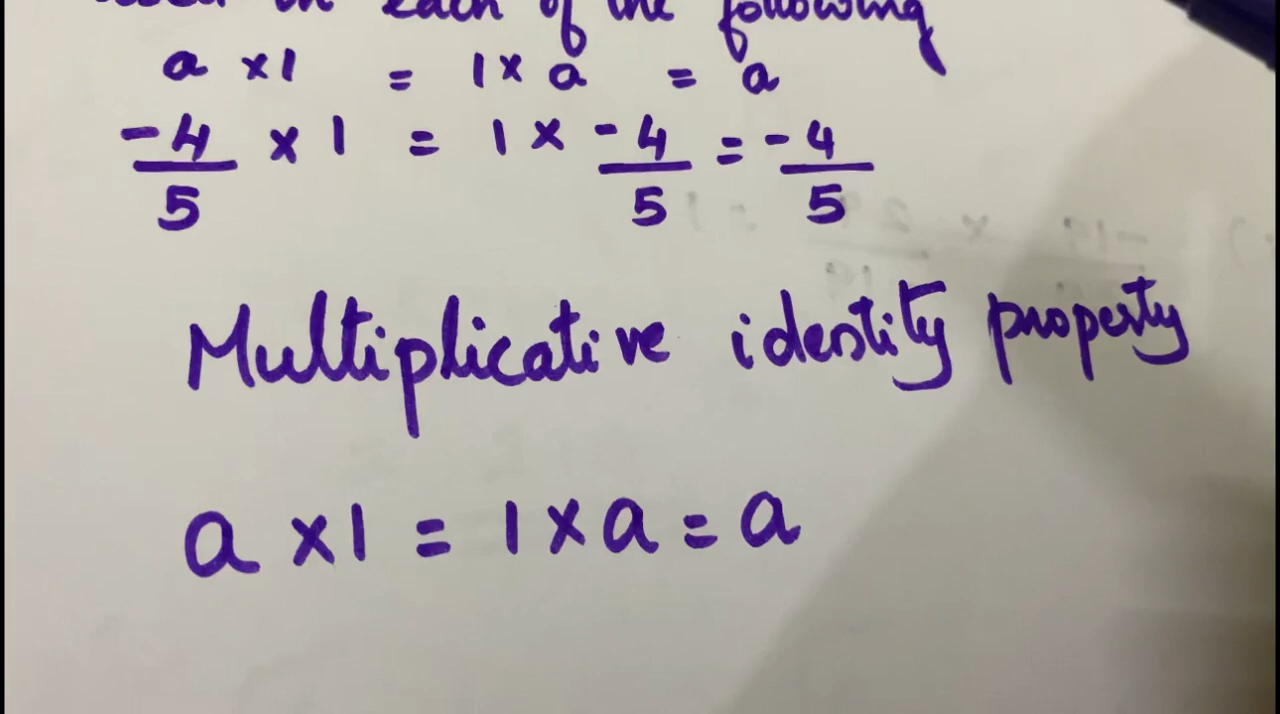 in each of the following
a ×1 = 1× a = a
-4/5 × 1 = 1 × -4/5 = -4/5
Multiplicative identity property
a ×1 = 1×a = a